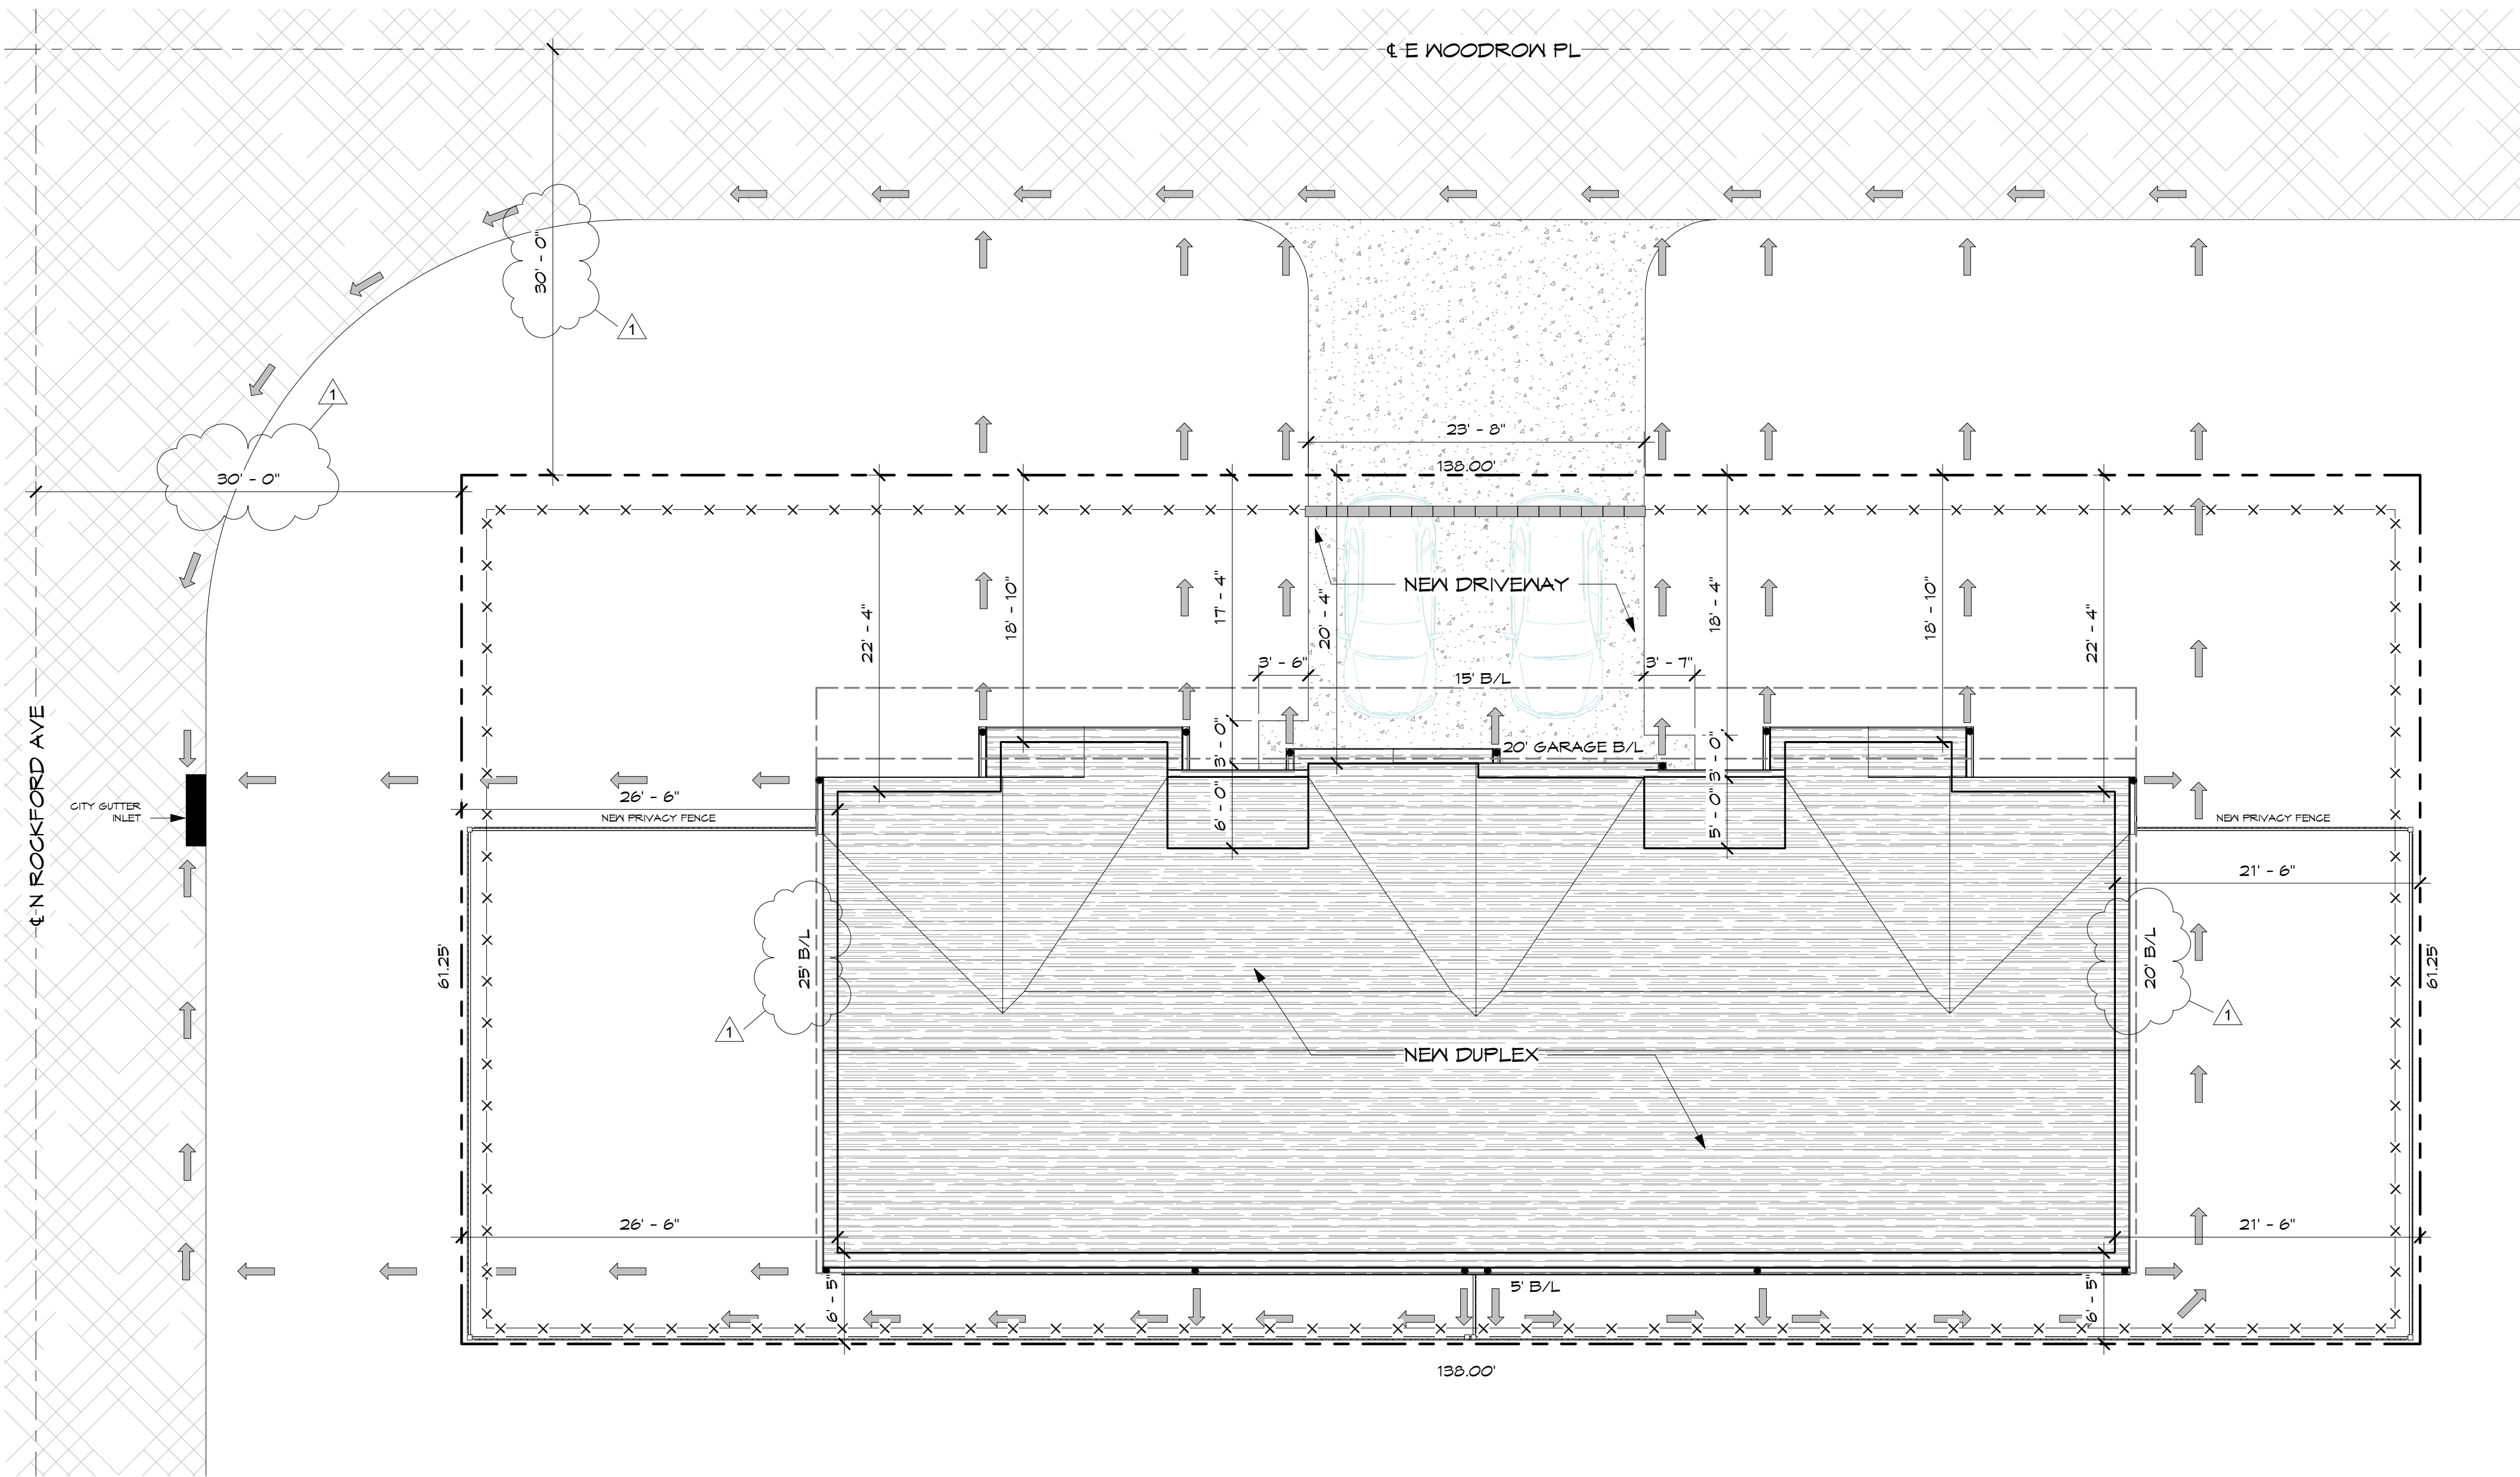 ℄ E WOODROW PL
30' - 0"
1
1
30' - 0"
23' - 8"
138.00'
NEW DRIVEWAY
22' - 4"
18' - 10"
17' - 4"
20' - 4"
18' - 4"
18' - 10"
22' - 4"
3' - 6"
3' - 7"
15' B/L
3' - 0"
20' GARAGE B/L
3' - 0"
6' - 0"
5' - 0"
℄ N ROCKFORD AVE
CITY GUTTER
INLET
26' - 6"
NEW PRIVACY FENCE
NEW PRIVACY FENCE
21' - 6"
61.25'
25' B/L
20' B/L
61.25'
1
1
NEW DUPLEX
26' - 6"
21' - 6"
6' - 5"
5' B/L
6' - 5"
138.00'